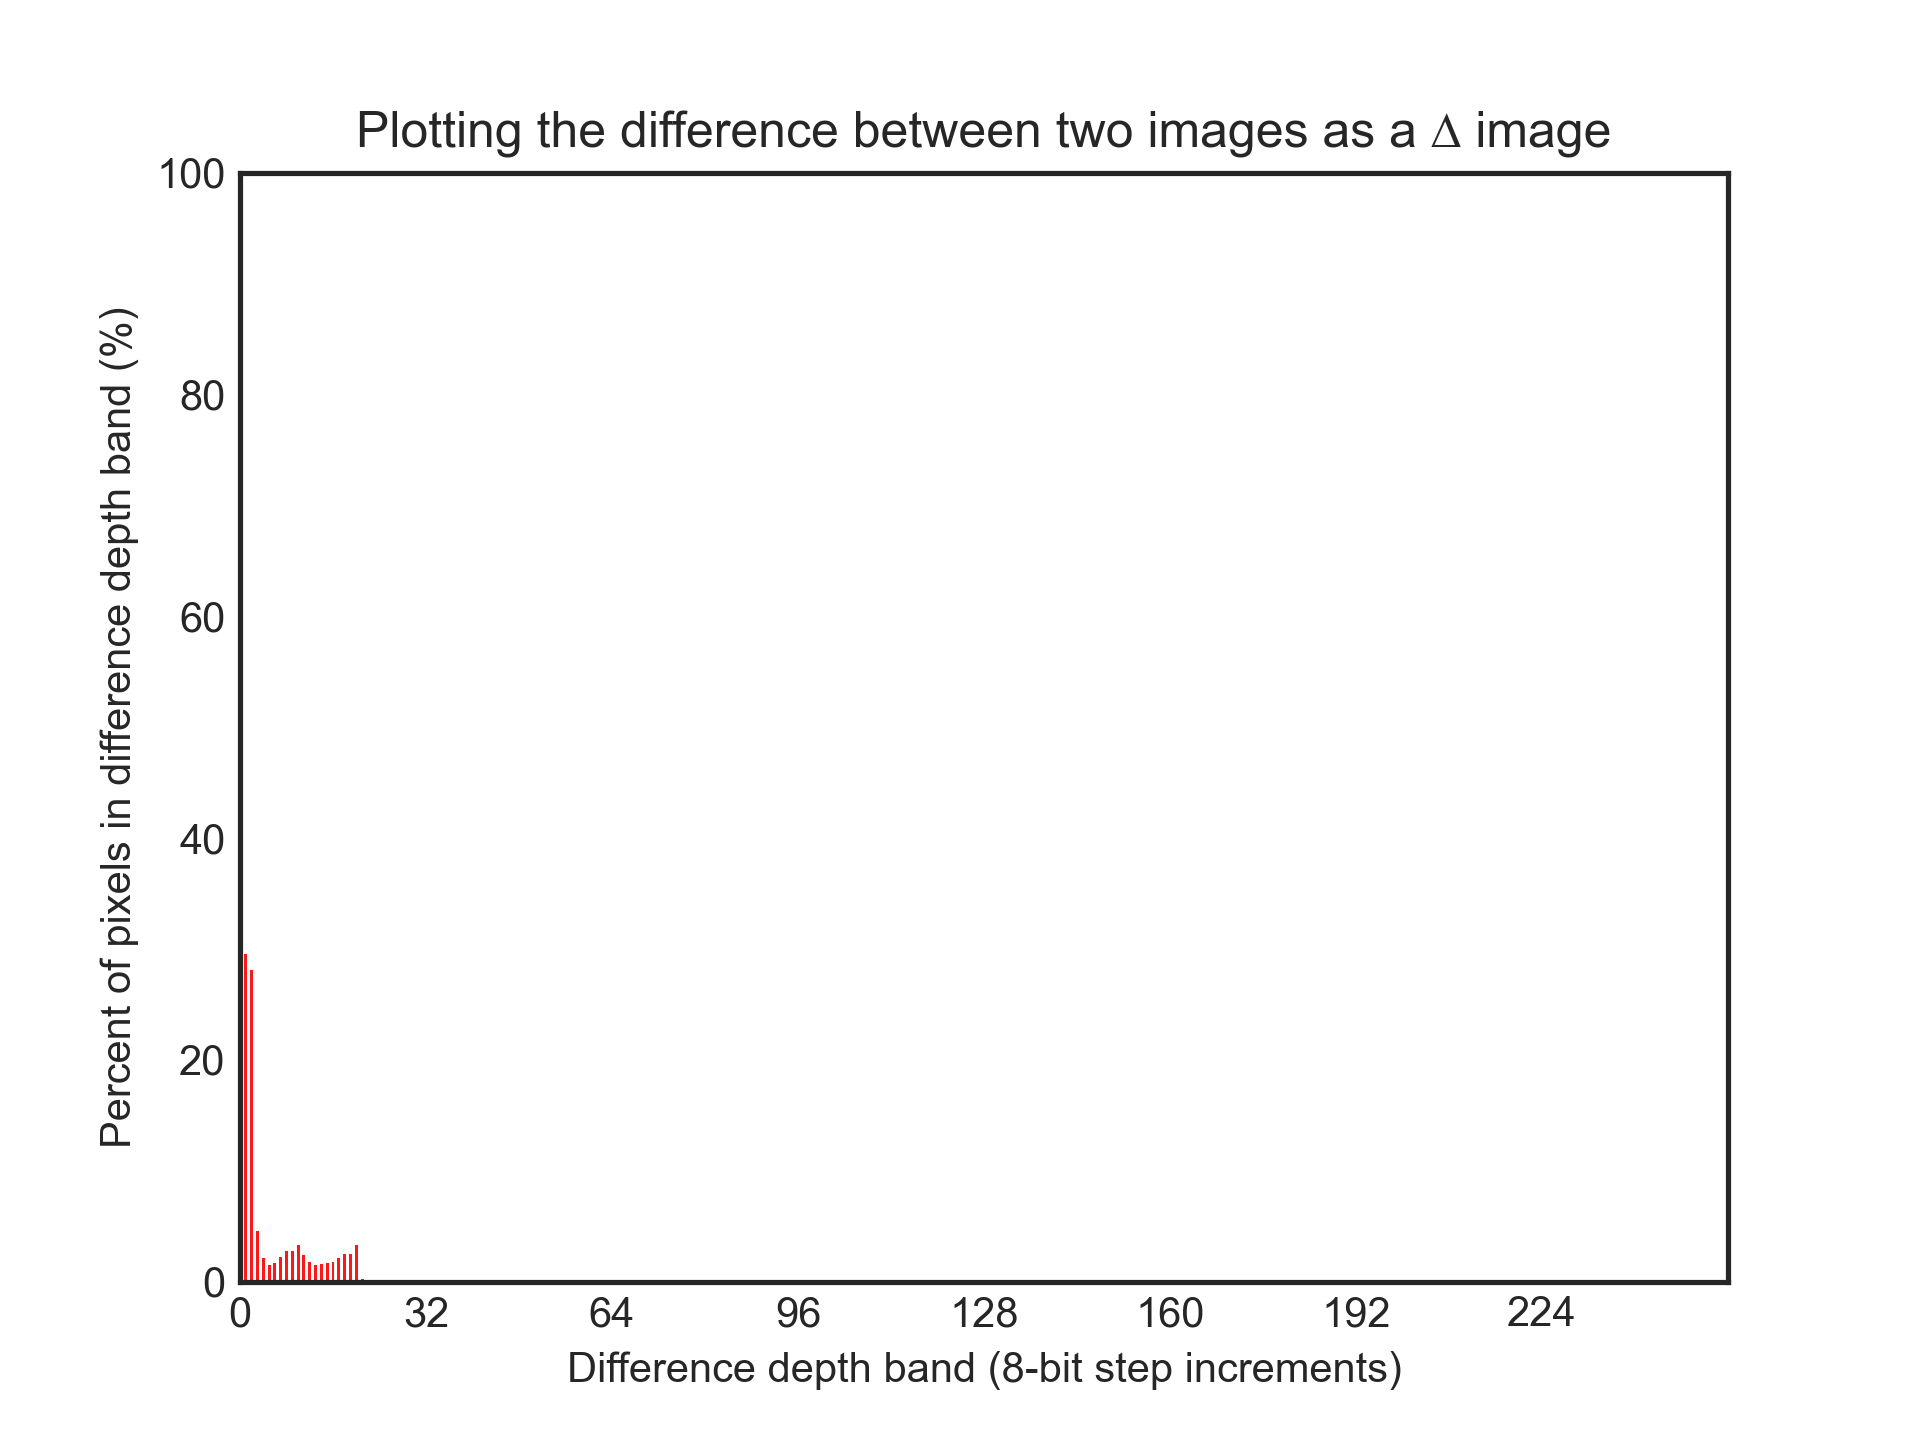 Plotting the difference between two images as a Δ image
100
80
60
40
20
0
Percent of pixels in difference depth band (%)
0 32 64 96 128 160 192 224
Difference depth band (8-bit step increments)